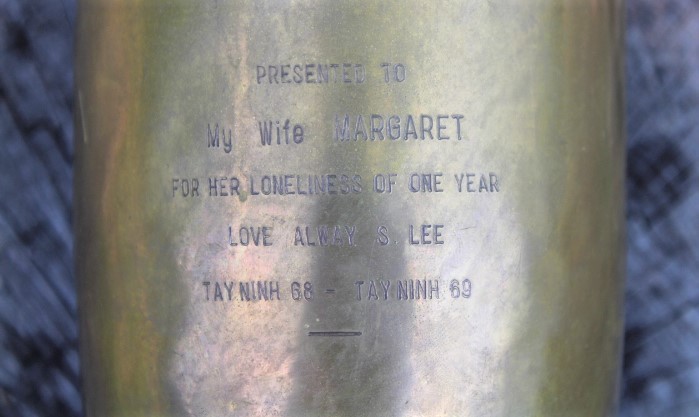 PRESENTED TO
My Wife MARGARET
FOR HER LONELINESS OF ONE YEAR
LOVE ALWAY S. LEE
TAY NINH 68 - TAY NINH 69